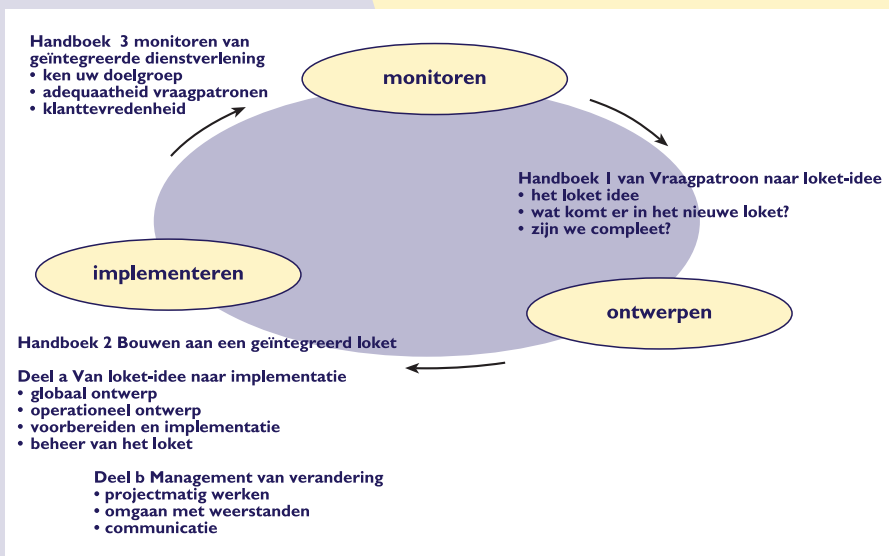 Handboek 3 monitoren van
geïntegreerde dienstverlening
• ken uw doelgroep
• adequaatheid vraagpatronen
• klanttevredenheid
monitoren
Handboek 1 van Vraagpatroon naar loket-idee
• het loket idee
• wat komt er in het nieuwe loket?
• zijn we compleet?
implementeren
ontwerpen
Handboek 2 Bouwen aan een geïntegreerd loket
Deel a Van loket-idee naar implementatie
• globaal ontwerp
• operationeel ontwerp
• voorbereiden en implementatie
• beheer van het loket
Deel b Management van verandering
• projectmatig werken
• omgaan met weerstanden
• communicatie